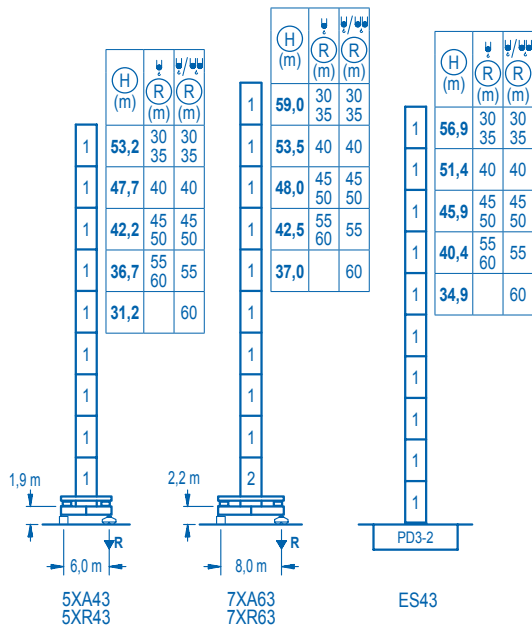 H (m) R (m) R (m)
53,2 30 35 30 35
47,7 40 40
42,2 45 50 45 50
36,7 55 60 55
31,2 60
1
1
1
1
1
1
1
1
1
1,9 m
R
6,0 m
5XA43
5XR43
H (m) R (m) R (m)
59,0 30 35 30 35
53,5 40 40
48,0 45 50 45 50
42,5 55 60 55
37,0 60
1
1
1
1
1
1
1
1
1
2
2,2 m
R
8,0 m
7XA63
7XR63
H (m) R (m) R (m)
56,9 30 35 30 35
51,4 40 40
45,9 45 50 45 50
40,4 55 60 55
34,9 60
1
1
1
1
1
1
1
1
1
1
PD3-2
ES43